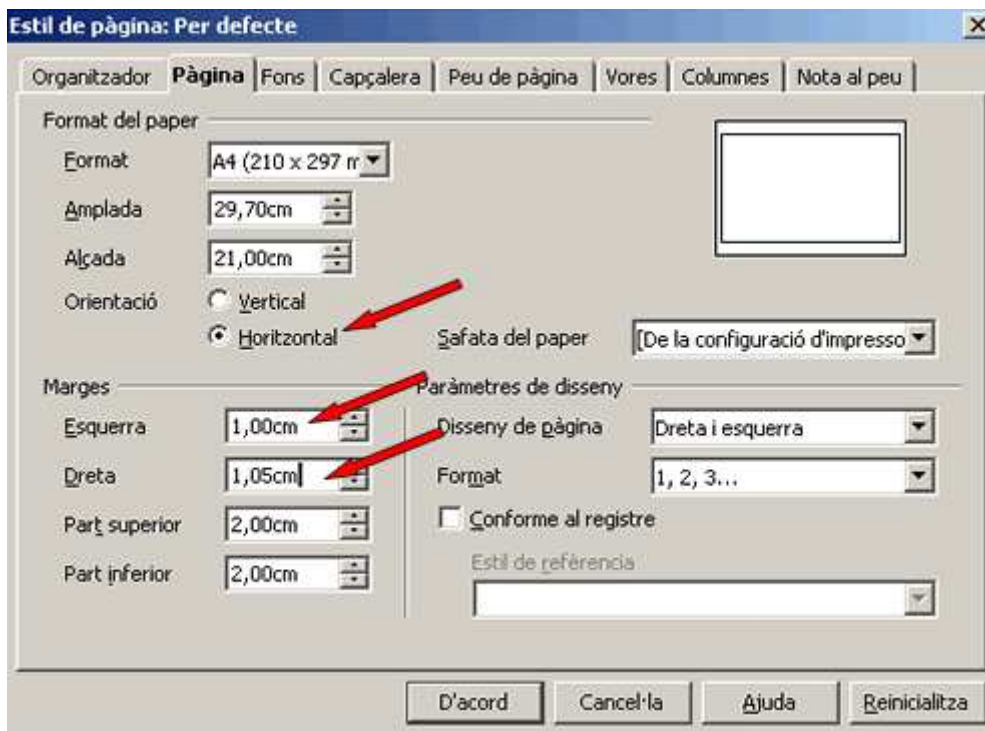 Estil de pàgina: Per defecte
Organitzador Pàgina Fons Capçalera Peu de pàgina Vores Columnes Nota al peu
Format del paper
Format A4 (210 x 297 m
Amplada 29,70cm
Alçada 21,00cm
Orientació Vertical
Horitzontal Safata del paper [De la configuració d'impresso
Marges Paràmetres de disseny
Esquerra 1,00cm Disseny de pàgina Dreta i esquerra
Dreta 1,05cm Format 1, 2, 3...
Part superior 2,00cm Conforme al registre
Part inferior 2,00cm Estil de referència
D'acord Cancel·la Ajuda Reinicialitza